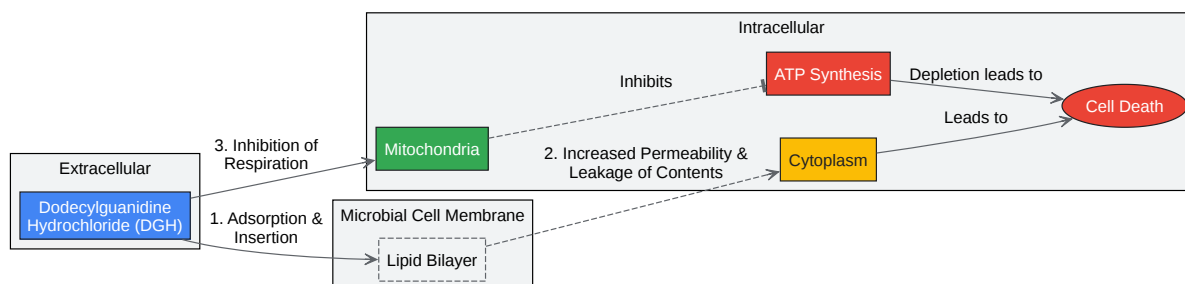 Intracellular
ATP Synthesis
Depletion leads to
Inhibits
Cell Death
Leads to
3. Inhibition of
Respiration
Mitochondria
2. Increased Permeability &
Leakage of Contents
Cytoplasm
Extracellular
Dodecylguanidine
Hydrochloride (DGH)
1. Adsorption &
Insertion
Microbial Cell Membrane
Lipid Bilayer